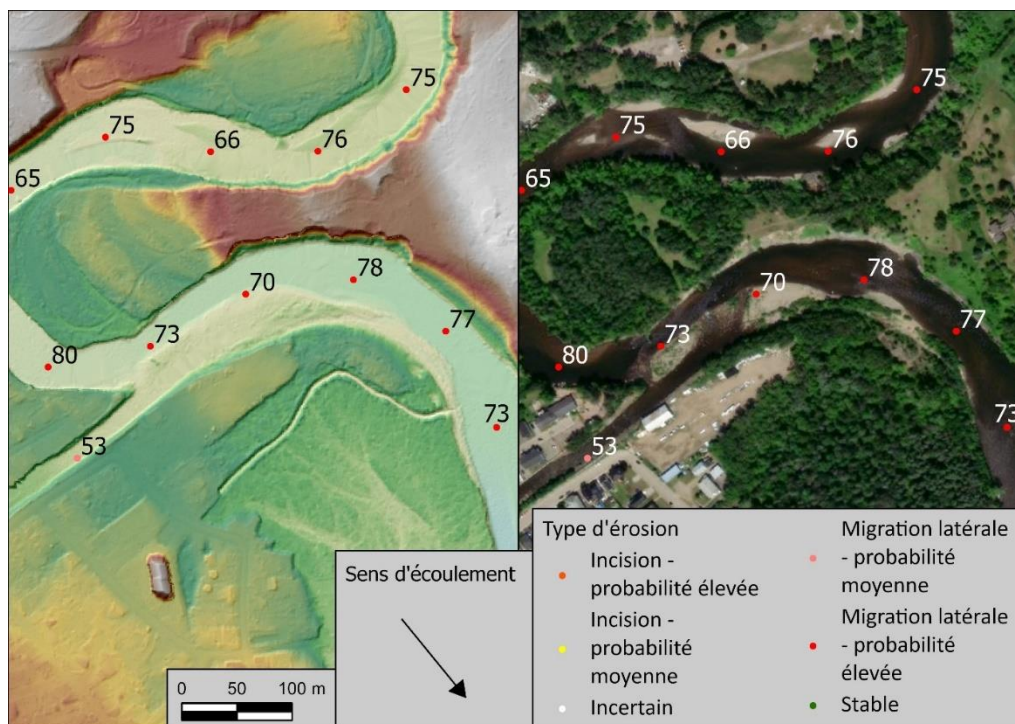 75
75
66
76
65
70
78
73
77
80
73
53
75
75
66
76
65
70
78
73
77
80
73
53
Sens d'écoulement
0 50 100 m
Type d'érosion
Incision -
probabilité élevée
Incision -
probabilité
moyenne
Incertain
Migration latérale
- probabilité
moyenne
Migration latérale
- probabilité
élevée
Stable